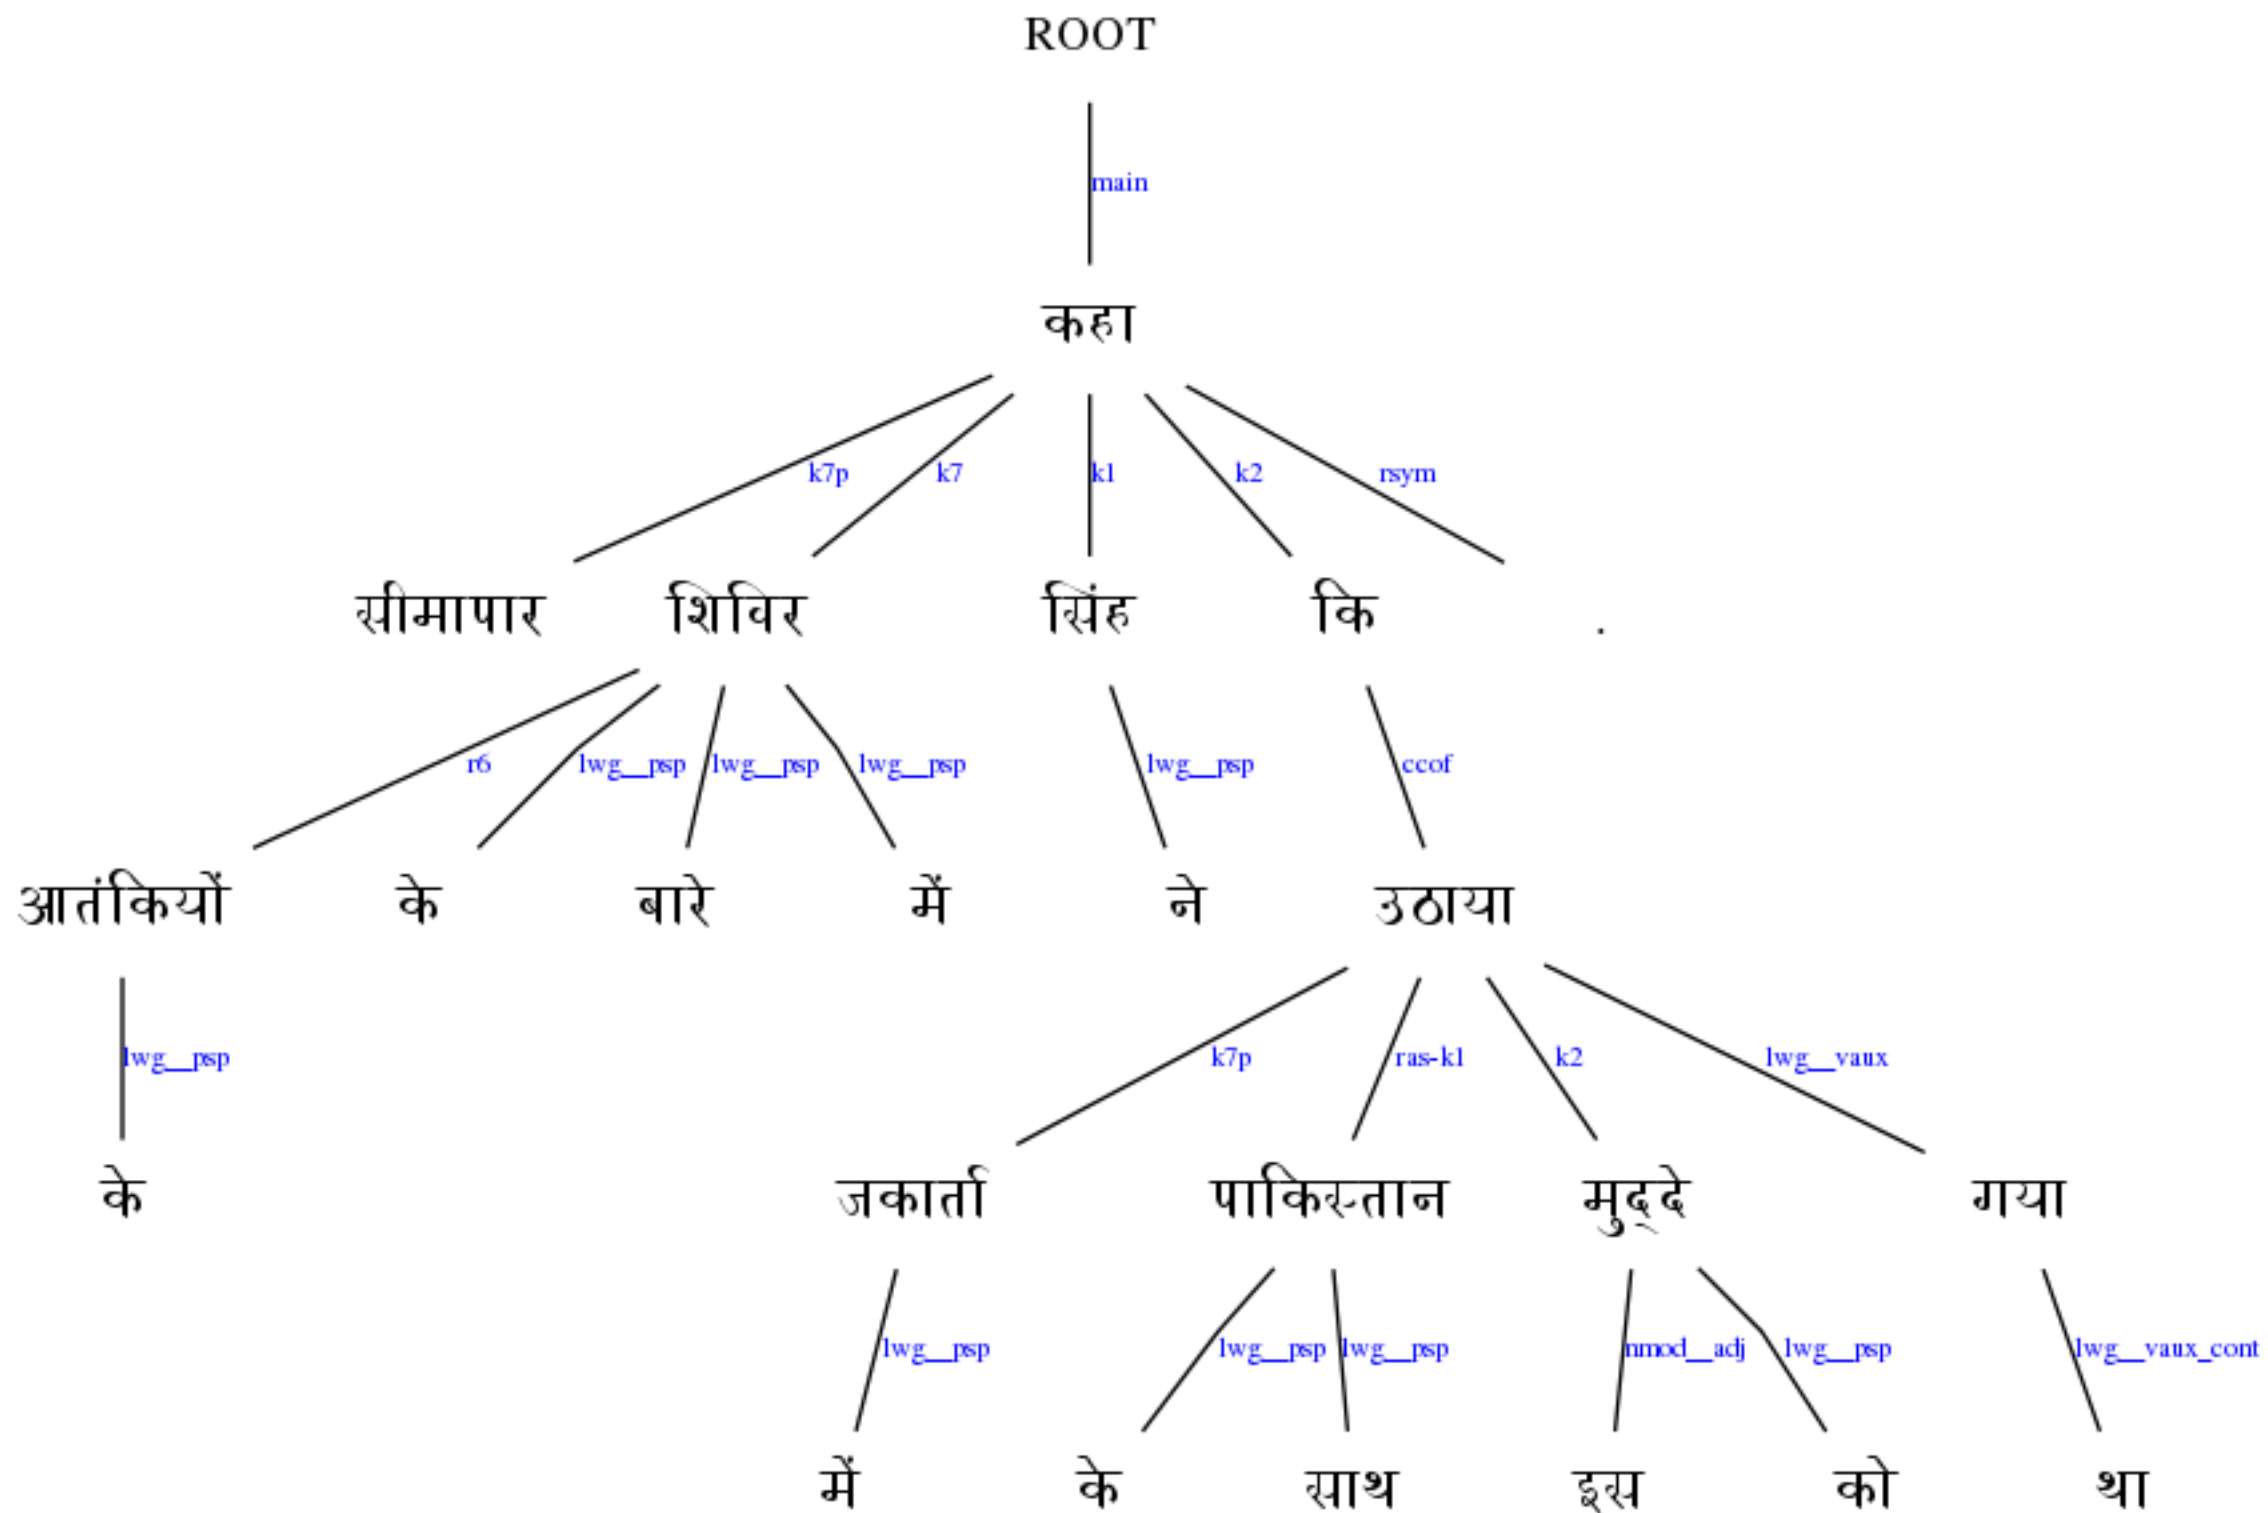 ROOT
main
कहा
k7p k7 k1 k2 rsym
सीमापार शिविर सिंह कि .
r6 lwg__psp lwg__psp lwg__psp lwg__psp ccof
आतंकियों के बारे में ने उठाया
lwg__psp k7p ras-k1 k2 lwg__vaux
के जकार्ता पाकिस्तान मुद्दे गया
lwg__psp lwg__psp lwg__psp nmod__adj lwg__psp lwg__vaux_cont
में के साथ इस को था